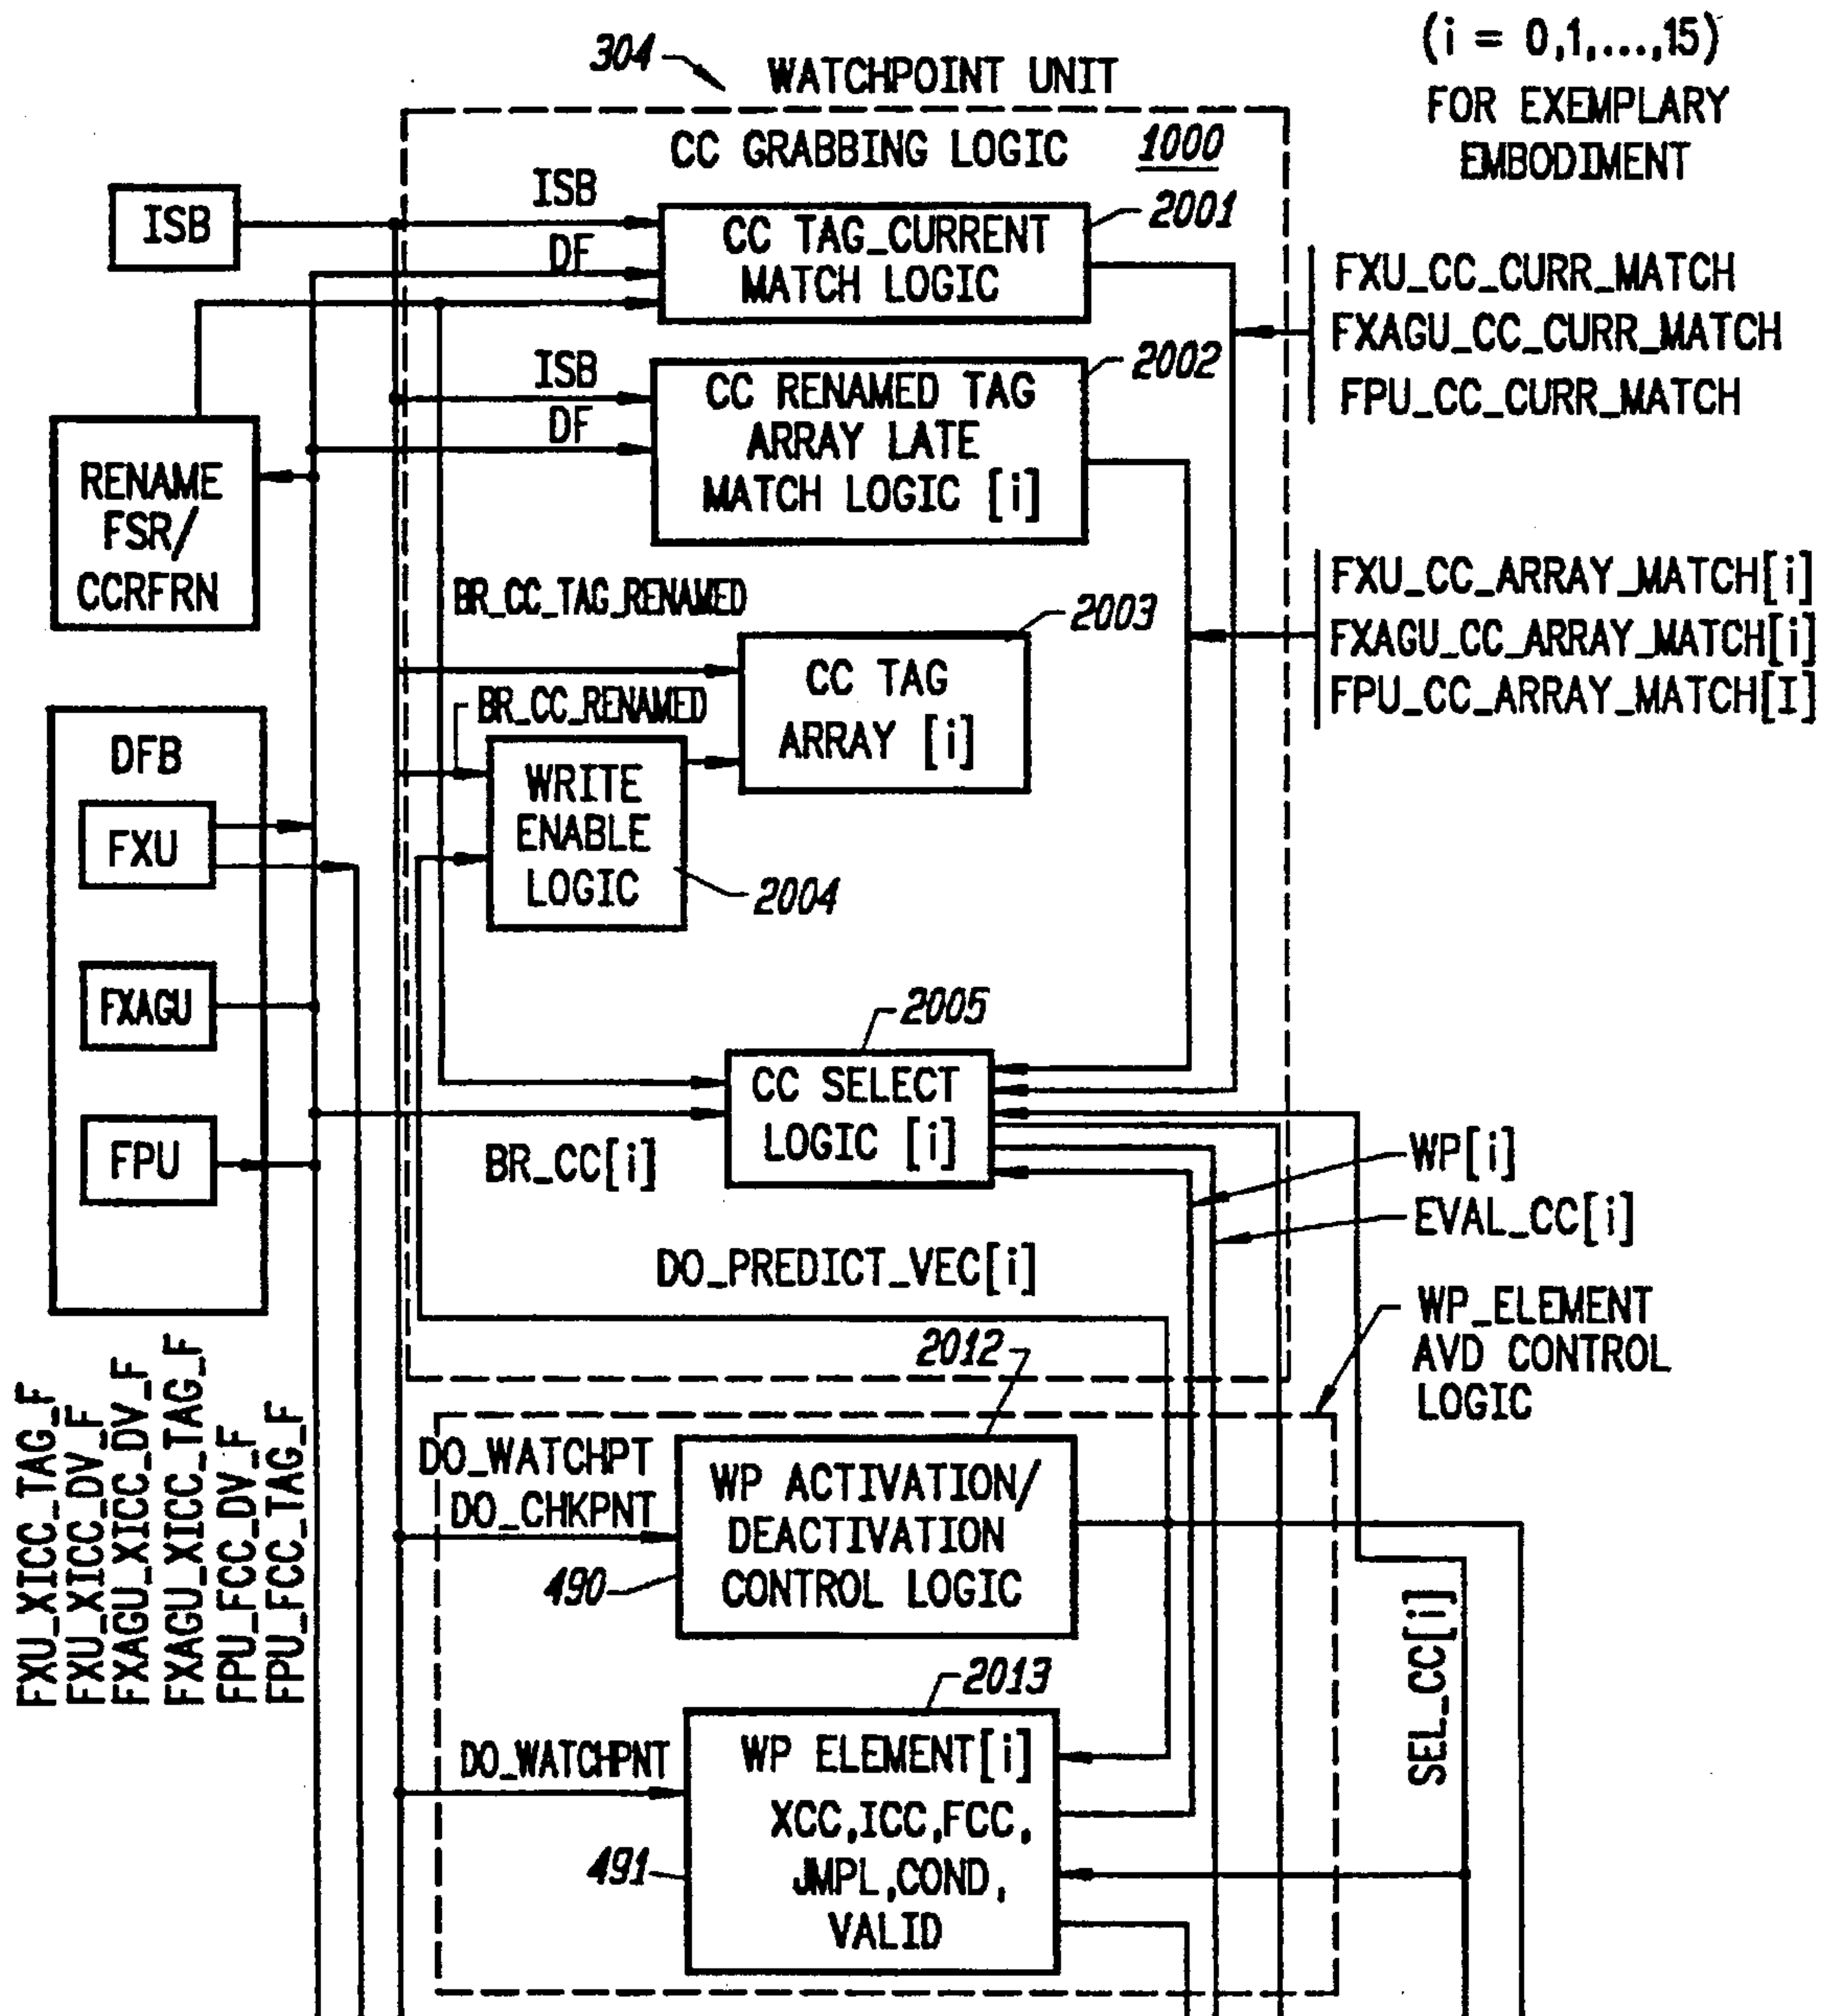 304
WATCHPOINT UNIT
(i = 0,1,...,15)
FOR EXEMPLARY
EMBODIMENT
CC GRABBING LOGIC 1000
ISB
ISB
DF
CC TAG_CURRENT
MATCH LOGIC
2001
FXU_CC_CURR_MATCH
FXAGU_CC_CURR_MATCH
FPU_CC_CURR_MATCH
ISB
DF
CC RENAMED TAG
ARRAY LATE
MATCH LOGIC [i]
2002
RENAME
FSR/
CCRFRN
BR_CC_TAG_RENAMED
FXU_CC_ARRAY_MATCH[i]
FXAGU_CC_ARRAY_MATCH[i]
FPU_CC_ARRAY_MATCH[I]
2003
CC TAG
ARRAY [i]
BR_CC_RENAMED
WRITE
ENABLE
LOGIC
2004
DFB
FXU
FXAGU
FPU
2005
CC SELECT
LOGIC [i]
BR_CC[i]
WP[i]
EVAL_CC[i]
DO_PREDICT_VEC[i]
WP_ELEMENT
AVD CONTROL
LOGIC
2012
FXU_XICC_TAG_F
FXU_XICC_DV_F
FXAGU_XICC_DV_F
FXAGU_XICC_TAG_F
FPU_FCC_DV_F
FPU_FCC_TAG_F
DO_WATCHPT
DO_CHKPNT
WP ACTIVATION/
DEACTIVATION
CONTROL LOGIC
490
SEL_CC[i]
2013
DO_WATCHPNT
WP ELEMENT[i]
XCC,ICC,FCC,
JMPL,COND,
VALID
491